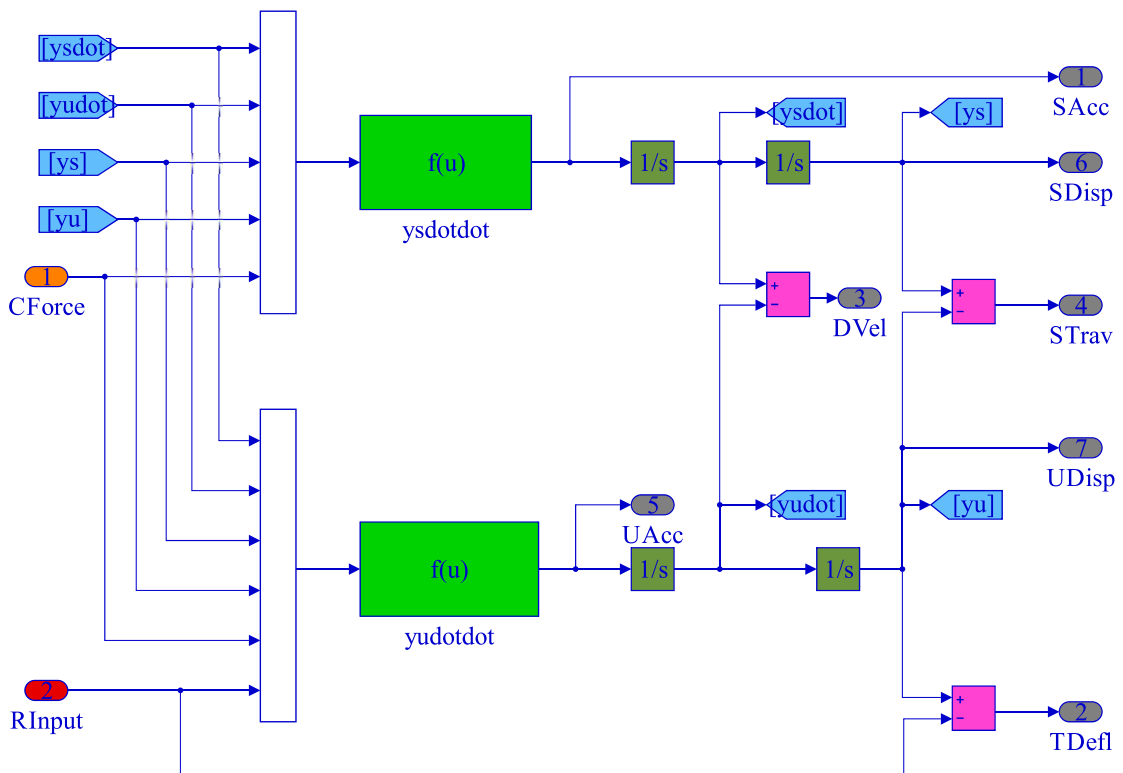 [ysdot]
[yudot]
[ys]
[yu]
1
CForce
f(u)
ysdotdot
1/s
[ysdot]
1/s
[ys]
1
SAcc
6
SDisp
+
−
3
DVel
+
−
4
STrav
2
RInput
f(u)
yudotdot
5
UAcc
1/s
[yudot]
1/s
7
UDisp
[yu]
+
−
2
TDefl